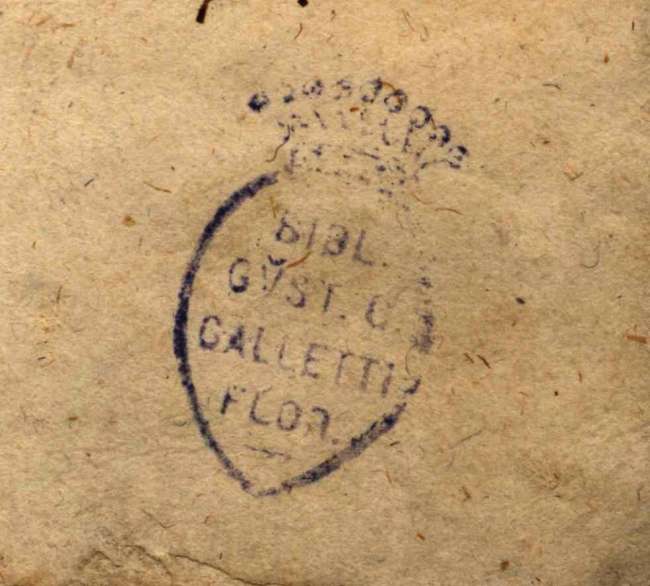 BIBL.
GUST. C.
GALLETTI
FLOR.